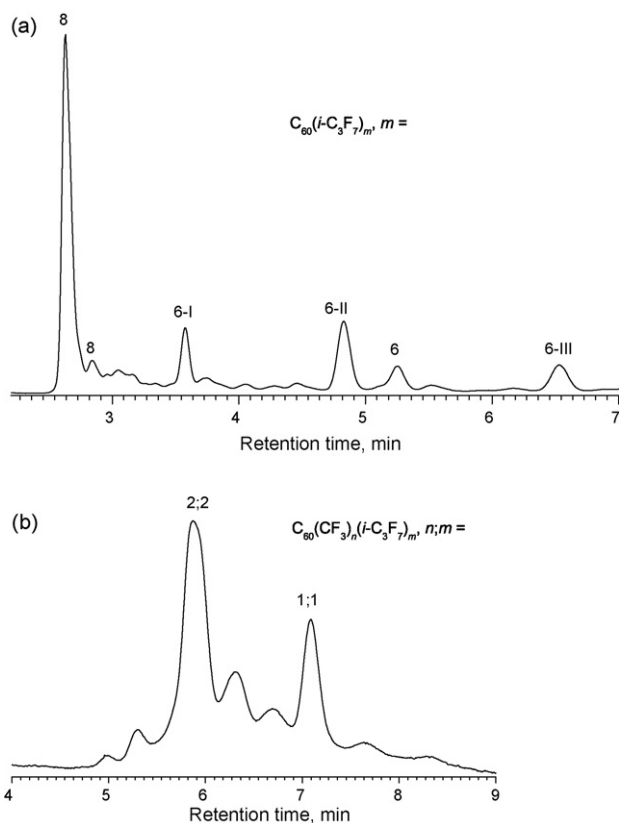 (a)
8
C₆₀(i-C₃F₇)ₘ, m =
6-I
6-II
8
6
6-III
3 4 5 6 7
Retention time, min
(b)
2;2
C₆₀(CF₃)ₙ(i-C₃F₇)ₘ, n;m =
1;1
4 5 6 7 8 9
Retention time, min